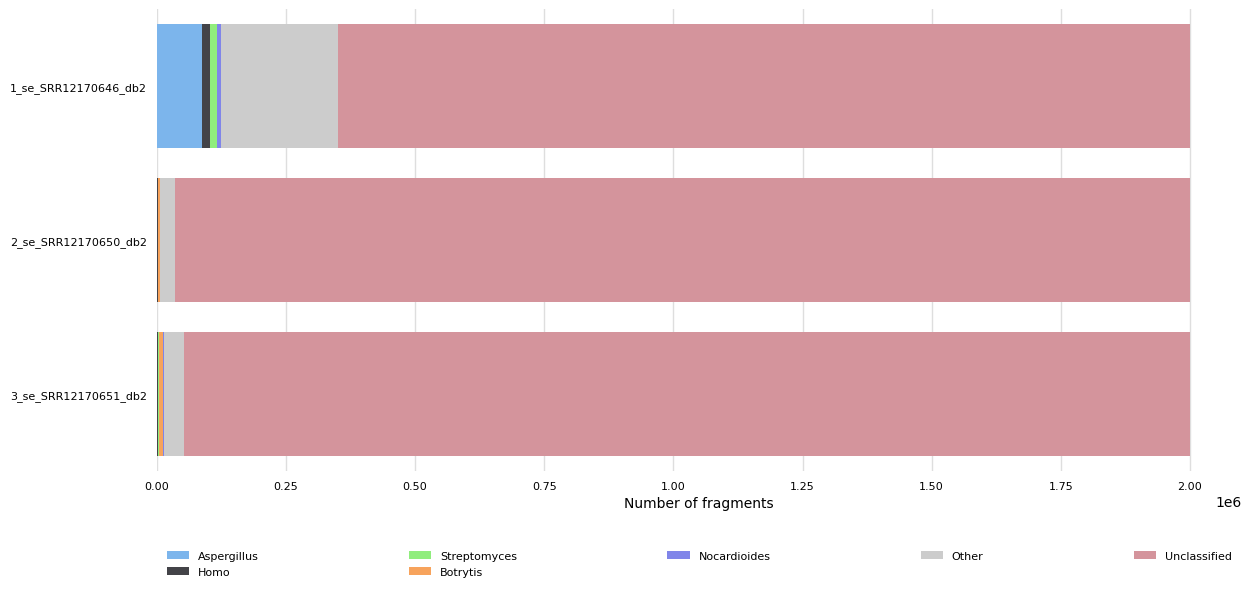 1_se_SRR12170646_db2
2_se_SRR12170650_db2
3_se_SRR12170651_db2
0.00 0.25 0.50 0.75 1.00 1.25 1.50 1.75 2.00
Number of fragments 1e6
Aspergillus Streptomyces Nocardioides Other Unclassified
Homo Botrytis